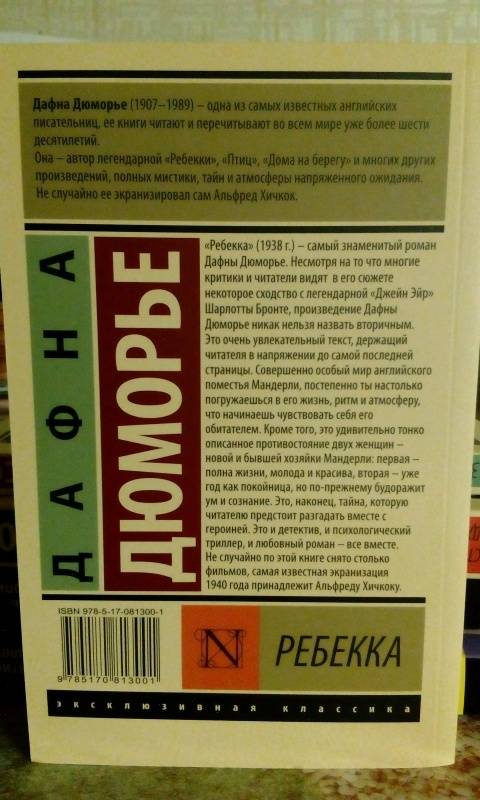 Дафна Дюморье (1907–1989) – одна из самых известных английских
писательниц, ее книги читают и перечитывают во всем мире уже более шести
десятилетий.
Она – автор легендарной «Ребекки», «Птиц», «Дома на берегу» и многих других
произведений, полных мистики, тайн и атмосферы напряженного ожидания.
Не случайно ее экранизировал сам Альфред Хичкок.
ДАФНА
ДЮМОРЬЕ
«Ребекка» (1938 г.) – самый знаменитый роман
Дафны Дюморье. Несмотря на то что многие
критики и читатели видят в его сюжете
некоторое сходство с легендарной «Джейн Эйр»
Шарлотты Бронте, произведение Дафны
Дюморье никак нельзя назвать вторичным.
Это очень увлекательный текст, держащий
читателя в напряжении до самой последней
страницы. Совершенно особый мир английского
поместья Мандерли, постепенно ты настолько
погружаешься в его жизнь, ритм и атмосферу,
что начинаешь чувствовать себя его
обитателем. Кроме того, это удивительно тонко
описанное противостояние двух женщин –
новой и бывшей хозяйки Мандерли: первая –
полна жизни, молода и красива, вторая – уже
год как покойница, но по-прежнему будоражит
ум и сознание. Это, наконец, тайна, которую
читателю предстоит разгадать вместе с
героиней. Это и детектив, и психологический
триллер, и любовный роман – все вместе.
Не случайно по этой книге снято столько
фильмов, самая известная экранизация
1940 года принадлежит Альфреду Хичкоку.
ISBN 978-5-17-081300-1
9 785170 813001
N
РЕБЕККА
эксклюзивная классика